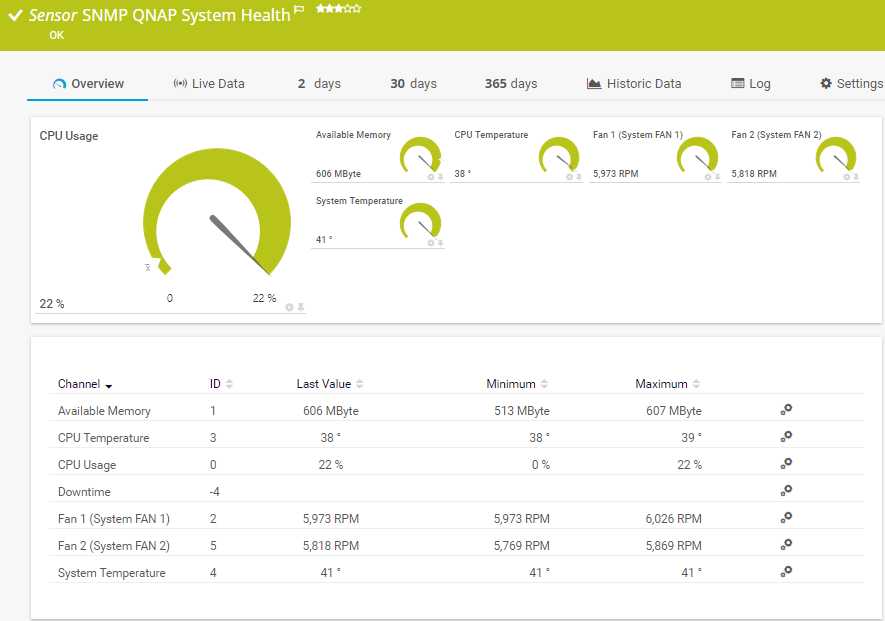 Sensor SNMP QNAP System Health
OK
Overview Live Data 2 days 30 days 365 days Historic Data Log Settings
CPU Usage
0 22 %
22 %
Available Memory
606 MByte
CPU Temperature
38 °
Fan 1 (System FAN 1)
5,973 RPM
Fan 2 (System FAN 2)
5,818 RPM
System Temperature
41 °
Channel ID Last Value Minimum Maximum
Available Memory 1 606 MByte 513 MByte 607 MByte
CPU Temperature 3 38 ° 38 ° 39 °
CPU Usage 0 22 % 0 % 22 %
Downtime -4
Fan 1 (System FAN 1) 2 5,973 RPM 5,973 RPM 6,026 RPM
Fan 2 (System FAN 2) 5 5,818 RPM 5,769 RPM 5,869 RPM
System Temperature 4 41 ° 41 ° 41 °